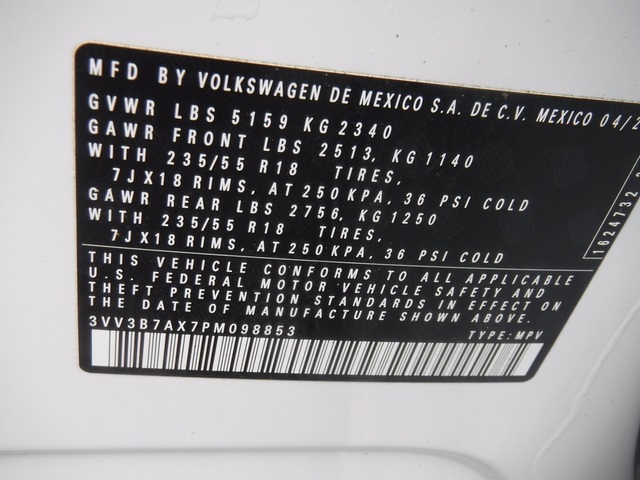 MFD BY VOLKSWAGEN DE MEXICO S.A. DE C.V. MEXICO 04/2
GVWR LBS 5159 KG 2340
GAWR FRONT LBS 2513, KG 1140
WITH 235/55 R18 TIRES,
7JX18 RIMS, AT 250 KPA, 36 PSI COLD
GAWR REAR LBS 2756, KG 1250
WITH 235/55 R18 TIRES,
7JX18 RIMS, AT 250 KPA, 36 PSI COLD
THIS VEHICLE CONFORMS TO ALL APPLICABLE
U.S. FEDERAL MOTOR VEHICLE SAFETY AND
THEFT PREVENTION STANDARDS IN EFFECT ON
THE DATE OF MANUFACTURE SHOWN ABOVE.
3VV3B7AX7PM098853 TYPE: MPV
1624732